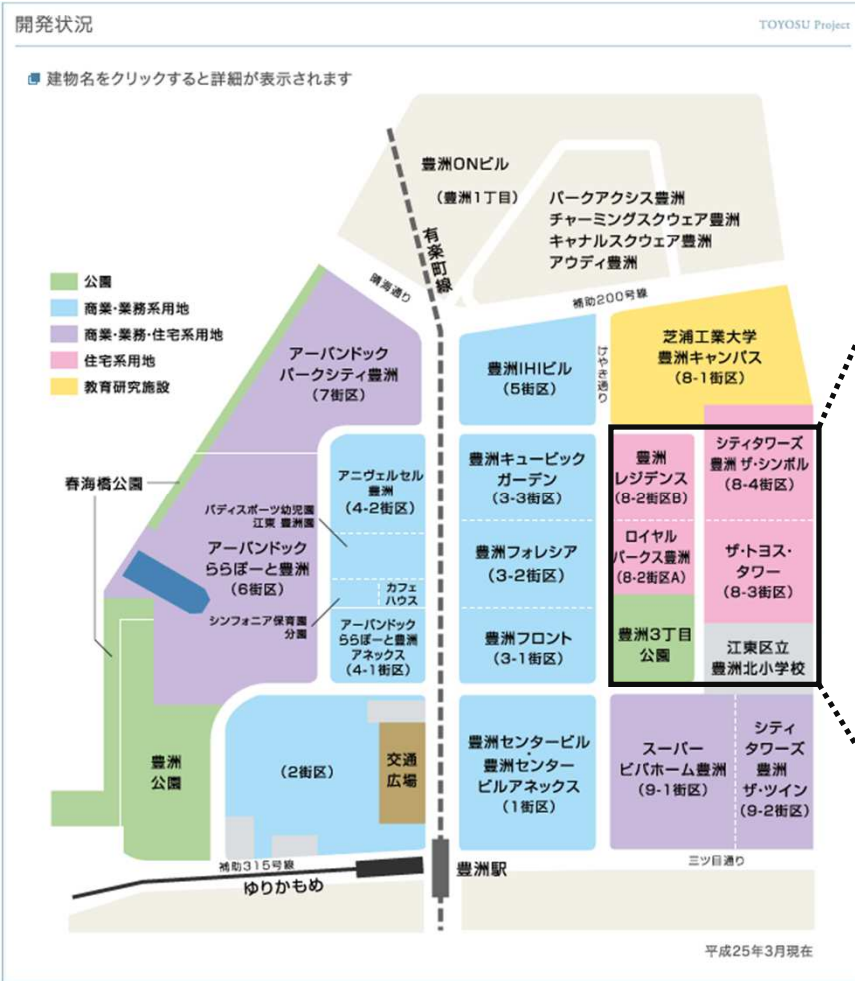 開発状況
TOYOSU Project
建物名をクリックすると詳細が表示されます
豊洲ONビル
(豊洲1丁目)
パークアクシス豊洲
チャーミングスクウェア豊洲
キャナルスクウェア豊洲
アウディ豊洲
有楽町線
晴海通り
補助200号線
公園
商業・業務系用地
商業・業務・住宅系用地
住宅系用地
教育研究施設
アーバンドック
パークシティ豊洲
(7街区)
豊洲IHIビル
(5街区)
けやき通り
芝浦工業大学
豊洲キャンパス
(8-1街区)
春海橋公園
アニヴェルセル
豊洲
(4-2街区)
豊洲キュービック
ガーデン
(3-3街区)
豊洲
レジデンス
(8-2街区B)
シティタワーズ
豊洲 ザ・シンボル
(8-4街区)
バディスポーツ幼児園
江東 豊洲園
アーバンドック
ららぽーと豊洲
(6街区)
カフェ
ハウス
シンフォニア保育園
分園
豊洲フォレシア
(3-2街区)
ロイヤル
パークス豊洲
(8-2街区A)
ザ・トヨス・
タワー
(8-3街区)
アーバンドック
ららぽーと豊洲
アネックス
(4-1街区)
豊洲フロント
(3-1街区)
豊洲3丁目
公園
江東区立
豊洲北小学校
豊洲
公園
(2街区)
交通
広場
豊洲センタービル
・
豊洲センター
ビルアネックス
(1街区)
スーパー
ビバホーム豊洲
(9-1街区)
シティ
タワーズ
豊洲
ザ・ツイン
(9-2街区)
補助315号線
ゆりかもめ
豊洲駅
三ツ目通り
平成25年3月現在